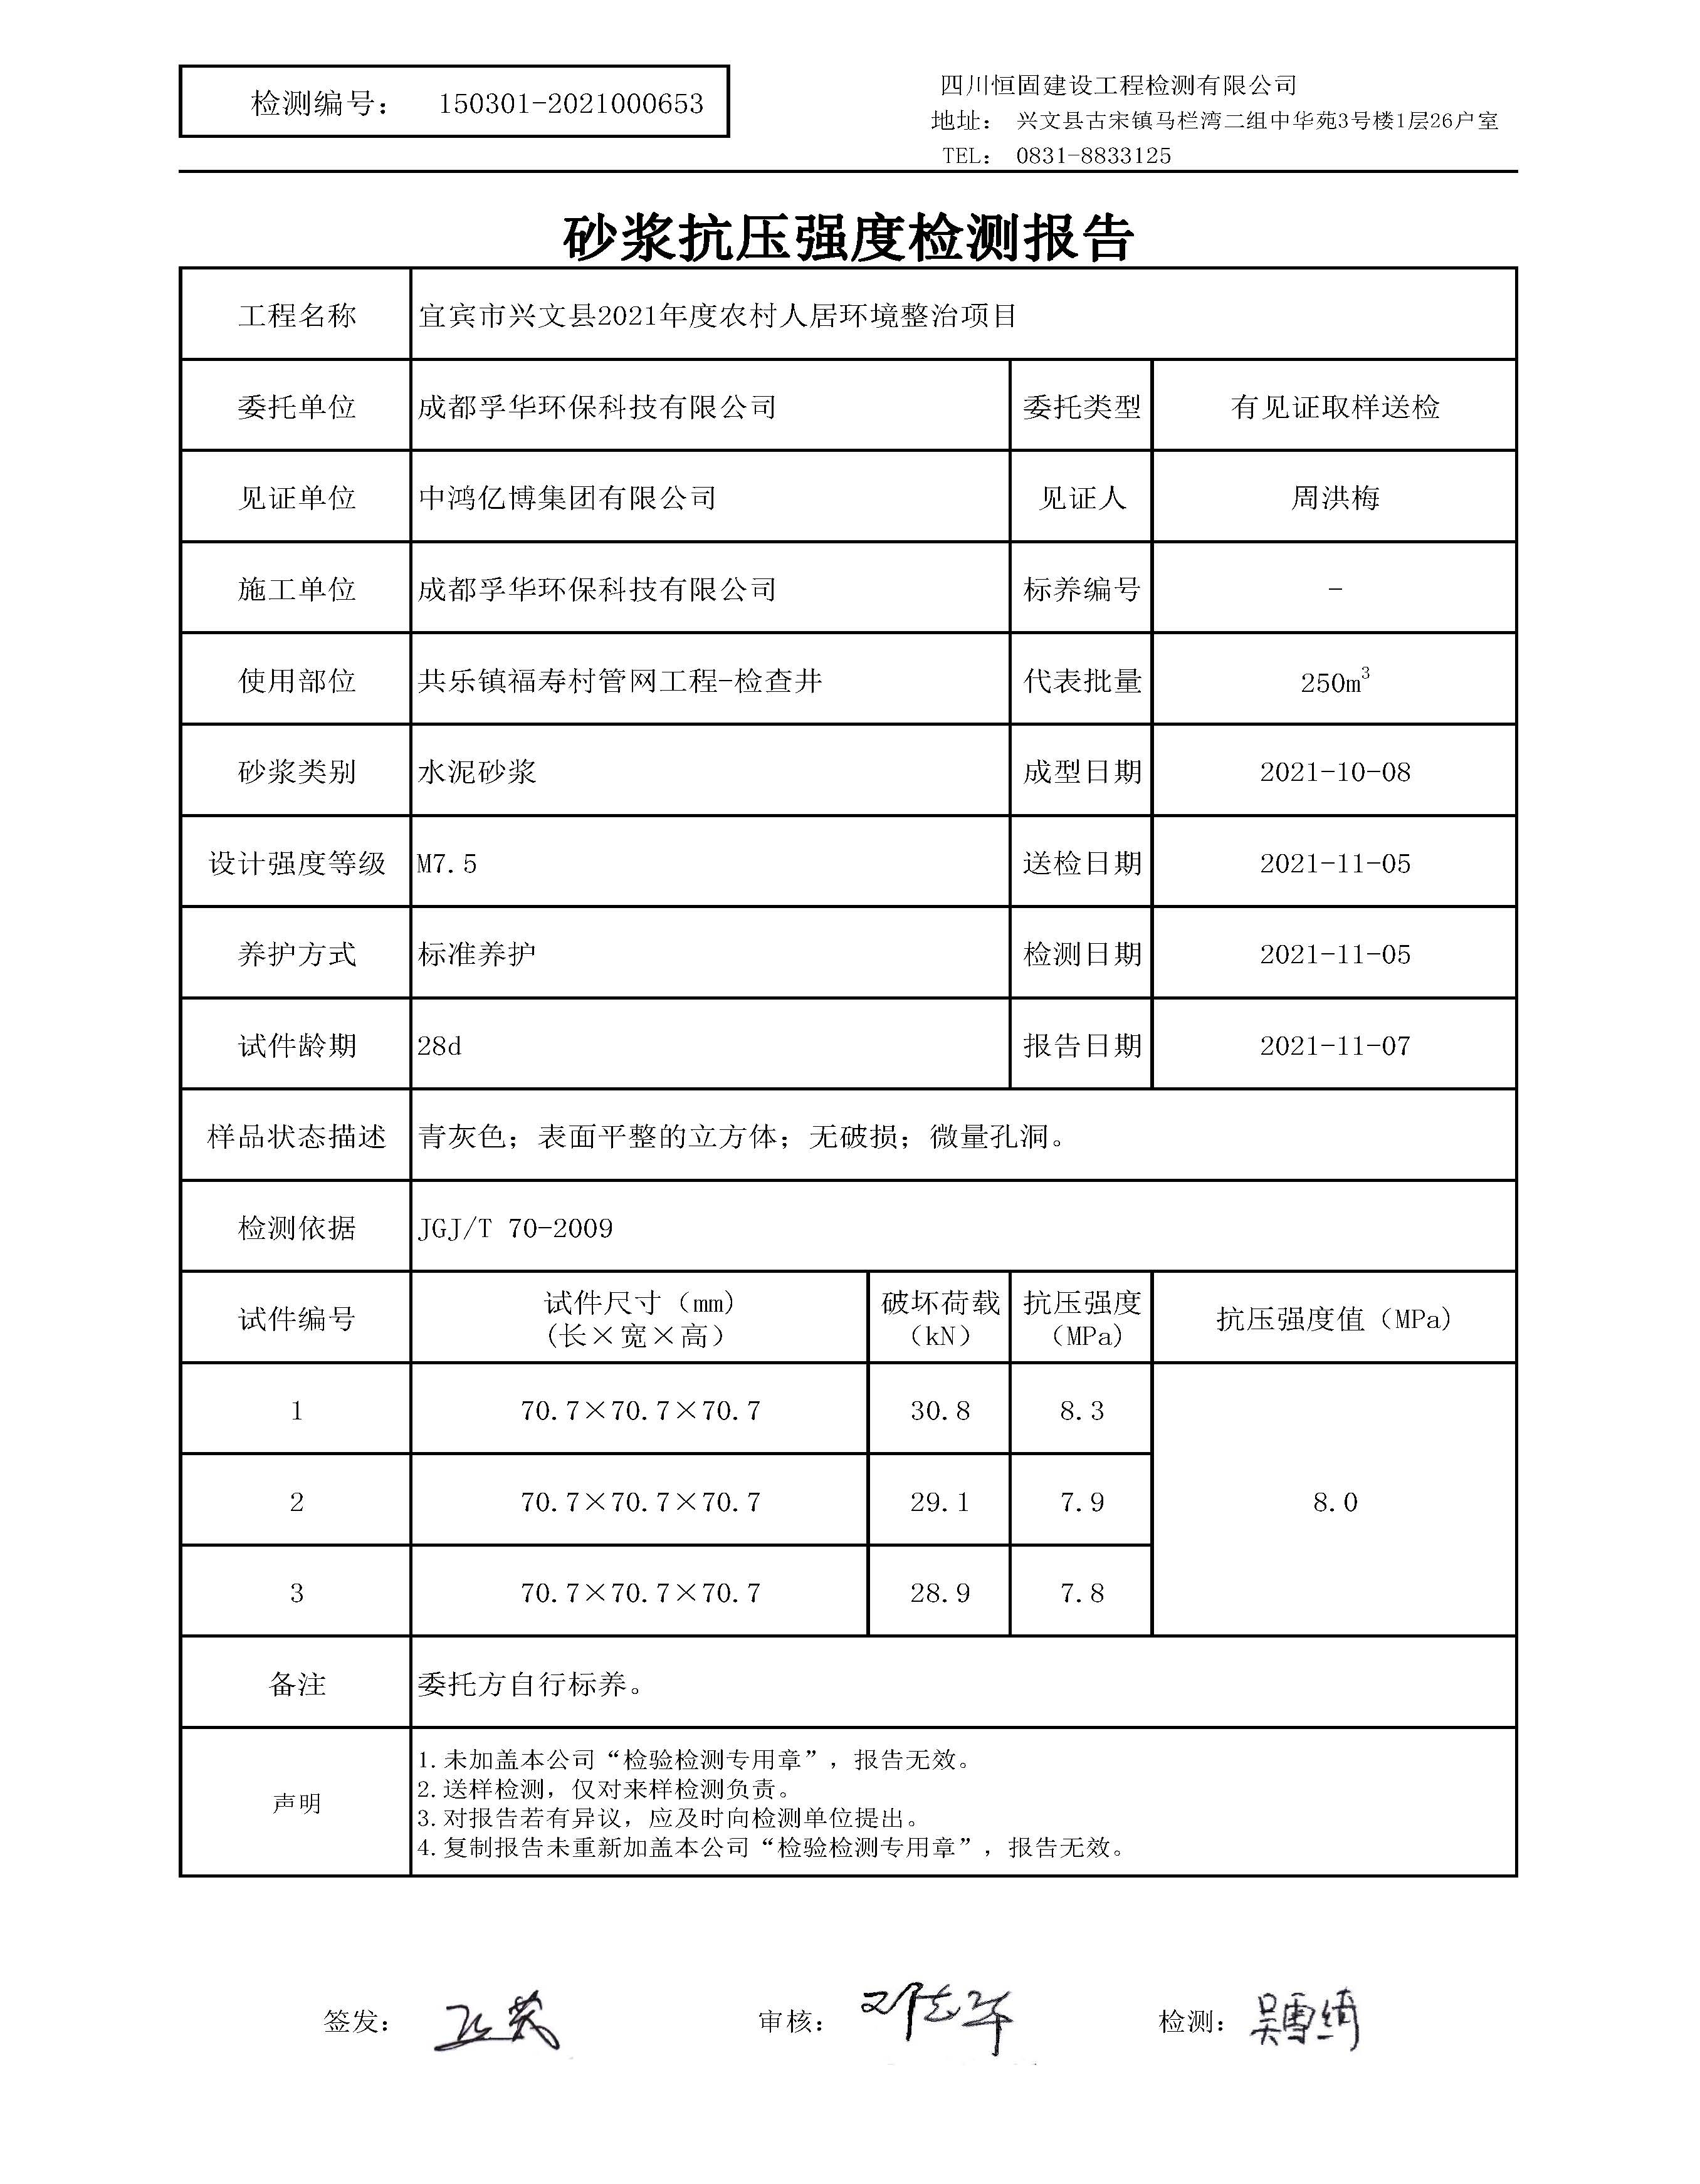 检测编号： 150301-2021000653
四川恒固建设工程检测有限公司
地址： 兴文县古宋镇马栏湾二组中华苑3号楼1层26户室
TEL： 0831-8833125
砂浆抗压强度检测报告
工程名称 宜宾市兴文县2021年度农村人居环境整治项目
委托单位 成都孚华环保科技有限公司 委托类型 有见证取样送检
见证单位 中鸿亿博集团有限公司 见证人 周洪梅
施工单位 成都孚华环保科技有限公司 标养编号 -
使用部位 共乐镇福寿村管网工程-检查井 代表批量 250m³
砂浆类别 水泥砂浆 成型日期 2021-10-08
设计强度等级 M7.5 送检日期 2021-11-05
养护方式 标准养护 检测日期 2021-11-05
试件龄期 28d 报告日期 2021-11-07
样品状态描述 青灰色；表面平整的立方体；无破损；微量孔洞。
检测依据 JGJ/T 70-2009
试件编号 试件尺寸（mm）（长×宽×高） 破坏荷载（kN） 抗压强度（MPa） 抗压强度值（MPa）
1 70.7×70.7×70.7 30.8 8.3
2 70.7×70.7×70.7 29.1 7.9 8.0
3 70.7×70.7×70.7 28.9 7.8
备注 委托方自行标养。
声明
1.未加盖本公司“检验检测专用章”，报告无效。
2.送样检测，仅对来样检测负责。
3.对报告若有异议，应及时向检测单位提出。
4.复制报告未重新加盖本公司“检验检测专用章”，报告无效。
签发： 审核： 检测：吴雪绮